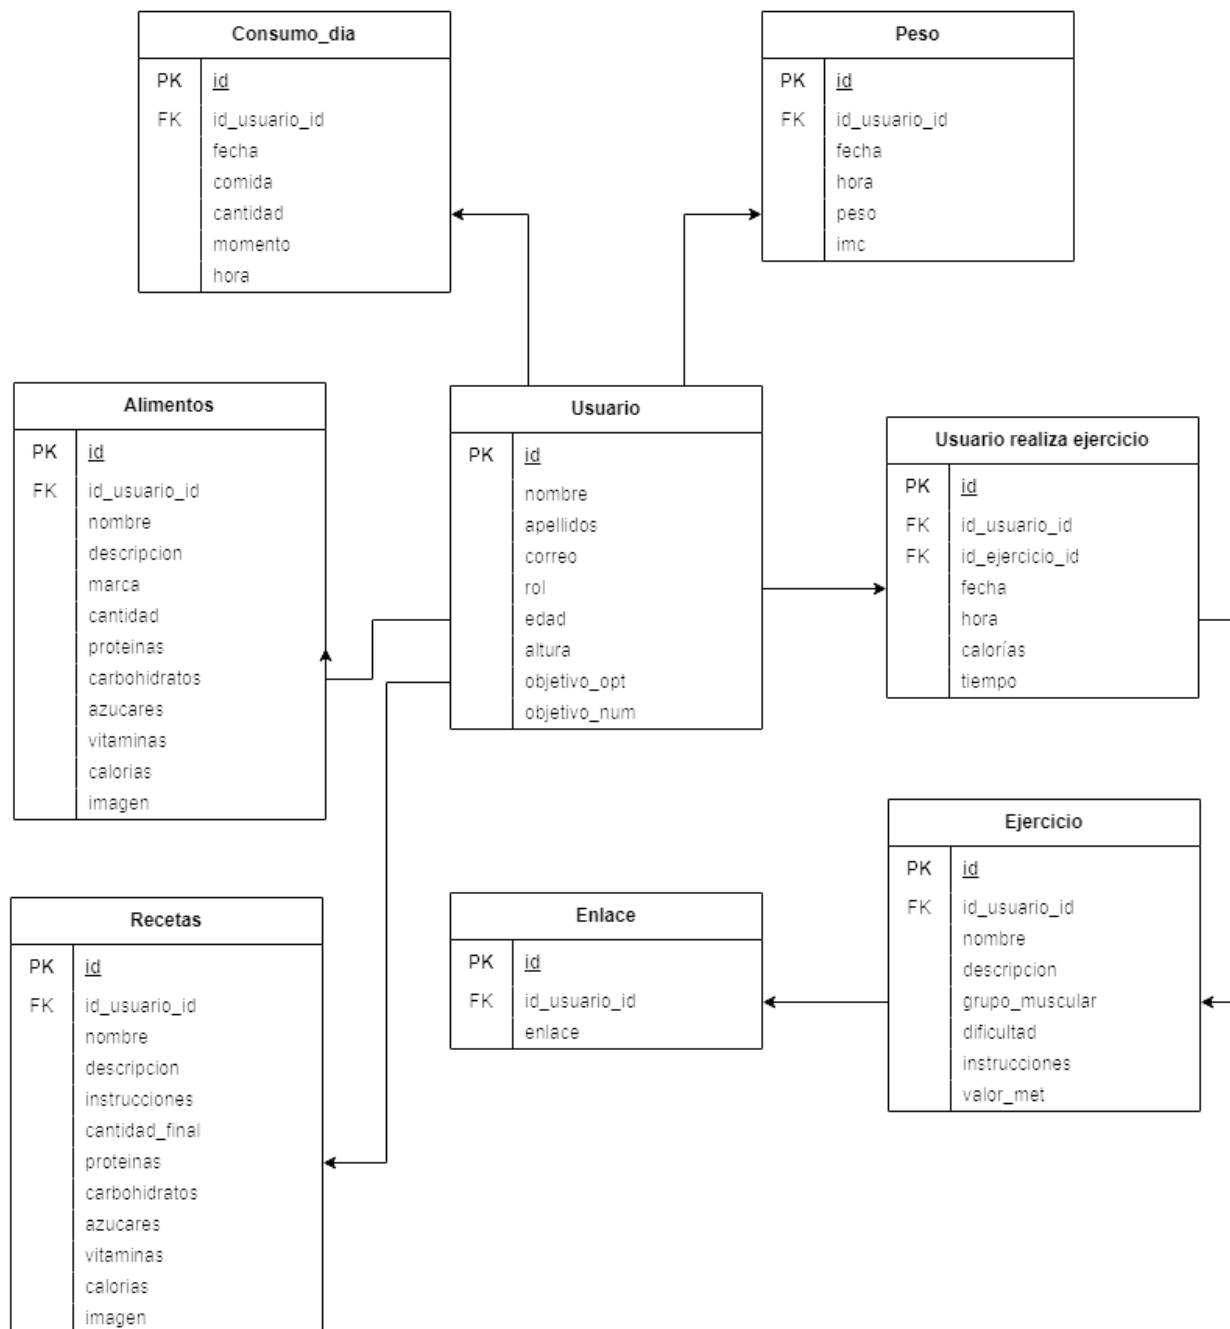 Consumo_dia
PK id
FK id_usuario_id
fecha
comida
cantidad
momento
hora
Peso
PK id
FK id_usuario_id
fecha
hora
peso
imc
Alimentos
PK id
FK id_usuario_id
nombre
descripcion
marca
cantidad
proteinas
carbohidratos
azucares
vitaminas
calorias
imagen
Usuario
PK id
nombre
apellidos
correo
rol
edad
altura
objetivo_opt
objetivo_num
Usuario realiza ejercicio
PK id
FK id_usuario_id
FK id_ejercicio_id
fecha
hora
calorías
tiempo
Recetas
PK id
FK id_usuario_id
nombre
descripcion
instrucciones
cantidad_final
proteinas
carbohidratos
azucares
vitaminas
calorias
imagen
Enlace
PK id
FK id_usuario_id
enlace
Ejercicio
PK id
FK id_usuario_id
nombre
descripcion
grupo_muscular
dificultad
instrucciones
valor_met